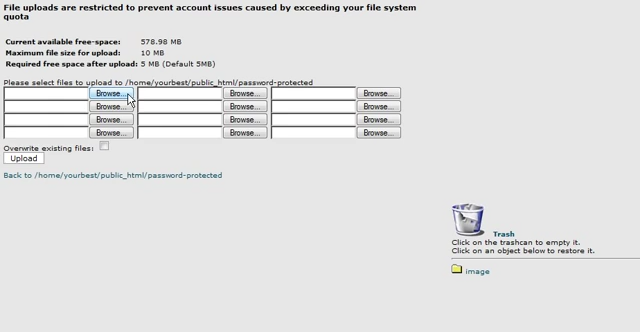 File uploads are restricted to prevent account issues caused by exceeding your file system
quota
Current available free-space: 578.98 MB
Maximum file size for upload: 10 MB
Required free space after upload: 5 MB (Default 5MB)
Please select files to upload to /home/yourbest/public_html/password-protected
Browse... Browse... Browse...
Browse... Browse... Browse...
Browse... Browse... Browse...
Browse... Browse... Browse...
Overwrite existing files:
Upload
Back to /home/yourbest/public_html/password-protected
Trash
Click on the trashcan to empty it.
Click on an object below to restore it.
image